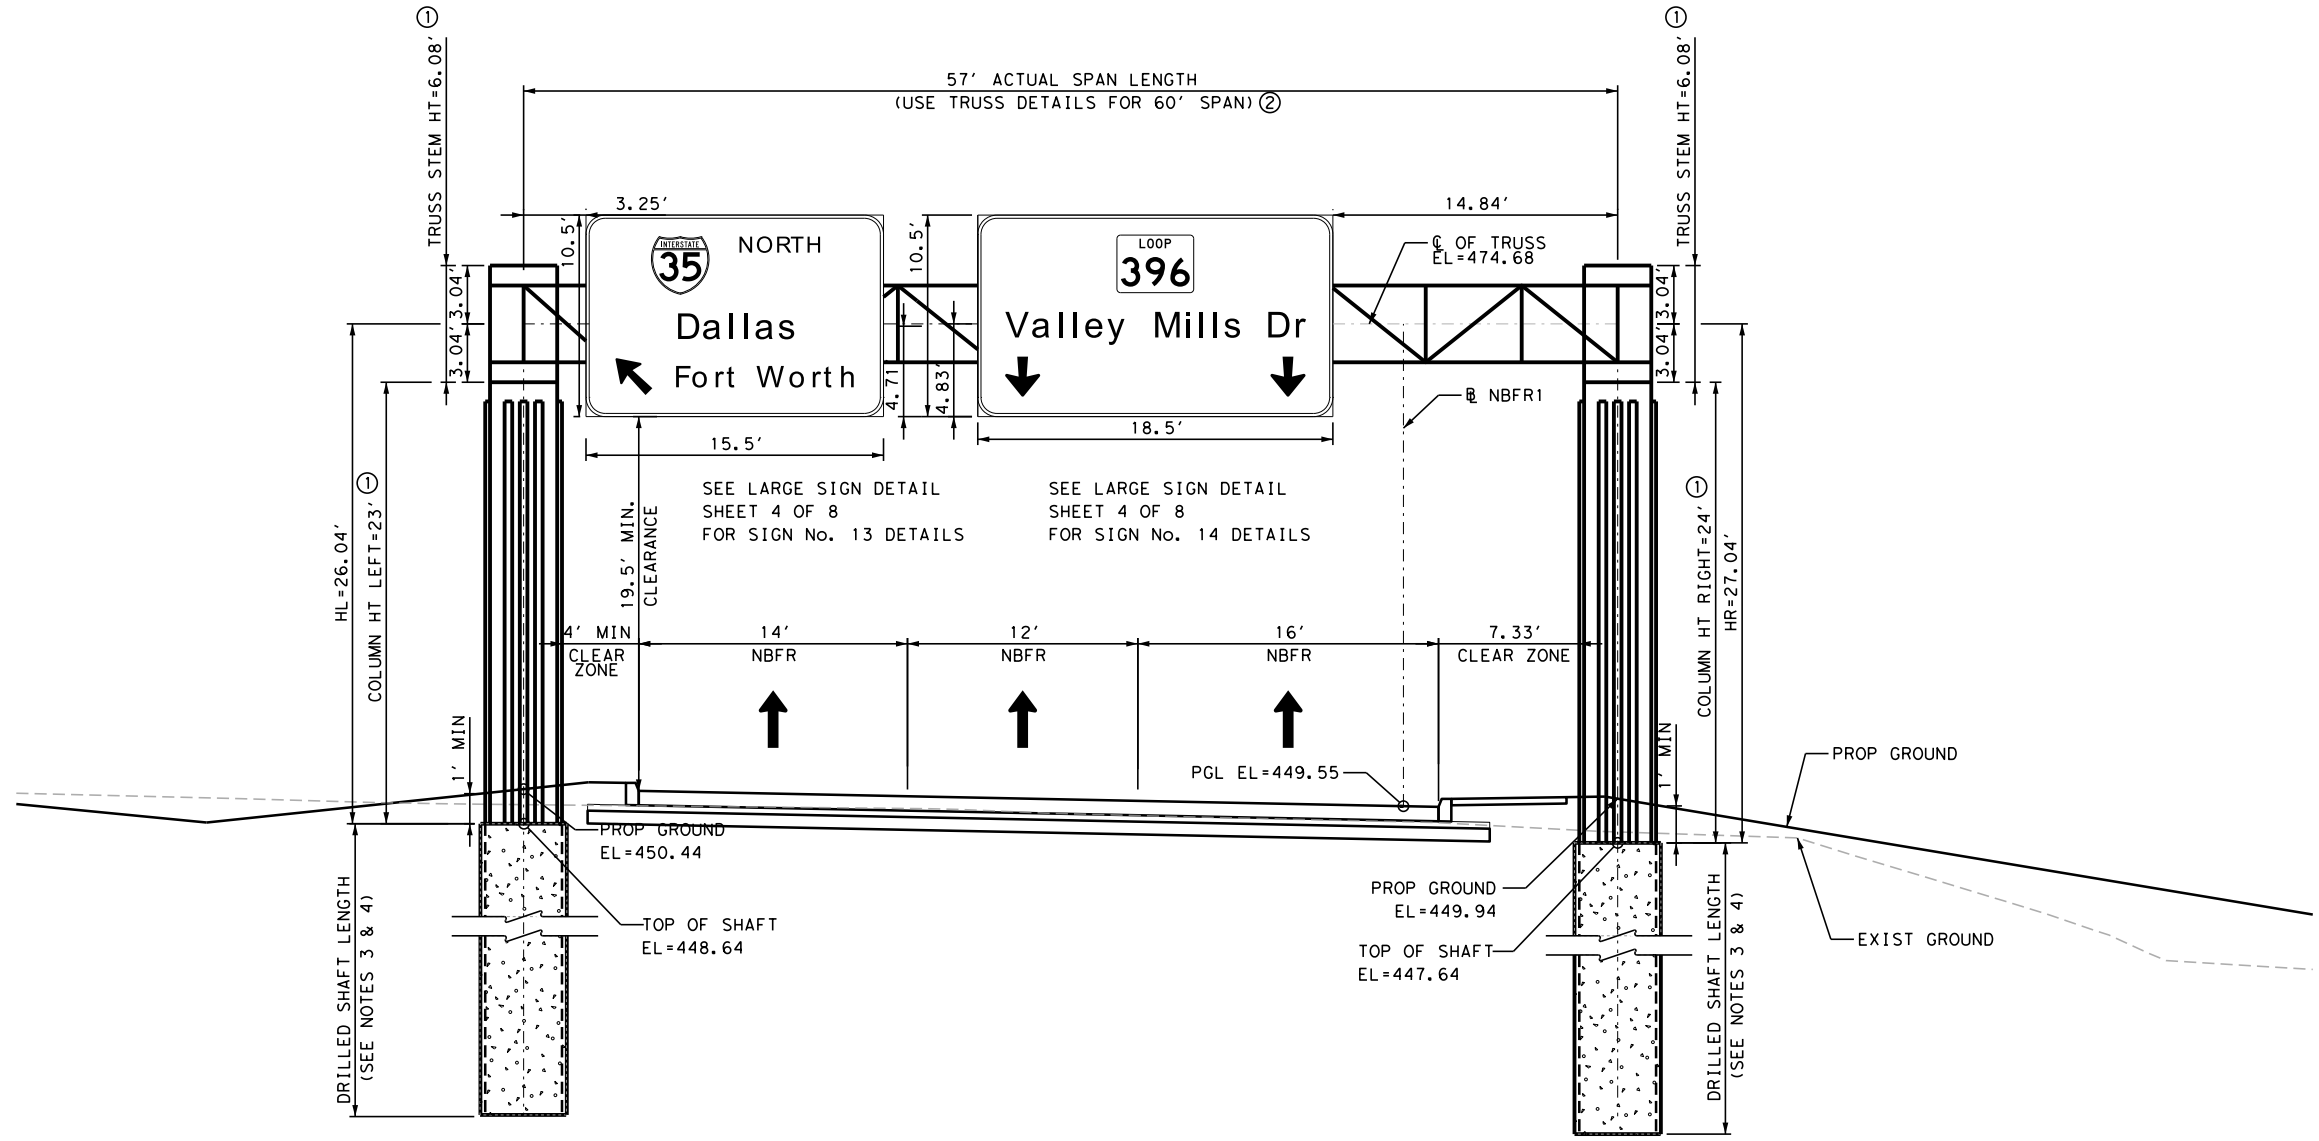 ①
TRUSS STEM HT=6.08'
57' ACTUAL SPAN LENGTH
(USE TRUSS DETAILS FOR 60' SPAN) ②
①
TRUSS STEM HT=6.08'
3.25'
14.84'
10.5'
INTERSTATE
35
NORTH
Dallas
Fort Worth
10.5'
LOOP
396
Valley Mills Dr
℄ OF TRUSS
EL=474.68
3.04'
3.04'
3.04'
3.04'
4.71'
4.83'
BL NBFR1
15.5'
18.5'
SEE LARGE SIGN DETAIL
SHEET 4 OF 8
FOR SIGN No. 13 DETAILS
SEE LARGE SIGN DETAIL
SHEET 4 OF 8
FOR SIGN No. 14 DETAILS
HL=26.04'
COLUMN HT LEFT=23' ①
19.5' MIN.
CLEARANCE
COLUMN HT RIGHT=24' ①
HR=27.04'
4' MIN
CLEAR
ZONE
14'
NBFR
12'
NBFR
16'
NBFR
7.33'
CLEAR ZONE
1' MIN
1' MIN
PGL EL=449.55
PROP GROUND
PROP GROUND
EL=450.44
TOP OF SHAFT
EL=448.64
PROP GROUND
EL=449.94
TOP OF SHAFT
EL=447.64
EXIST GROUND
DRILLED SHAFT LENGTH
(SEE NOTES 3 & 4)
DRILLED SHAFT LENGTH
(SEE NOTES 3 & 4)